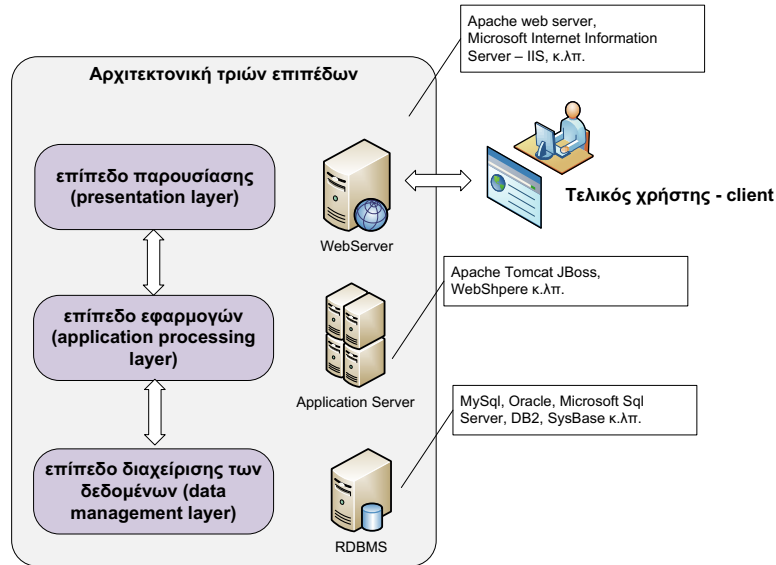 Apache web server,
Microsoft Internet Information
Server – IIS, κ.λπ.
Αρχιτεκτονική τριών επιπέδων
επίπεδο παρουσίασης
(presentation layer)
WebServer
Τελικός χρήστης - client
Apache Tomcat JBoss,
WebShpere κ.λπ.
επίπεδο εφαρμογών
(application processing
layer)
Application Server
MySql, Oracle, Microsoft Sql
Server, DB2, SysBase κ.λπ.
επίπεδο διαχείρισης των
δεδομένων (data
management layer)
RDBMS